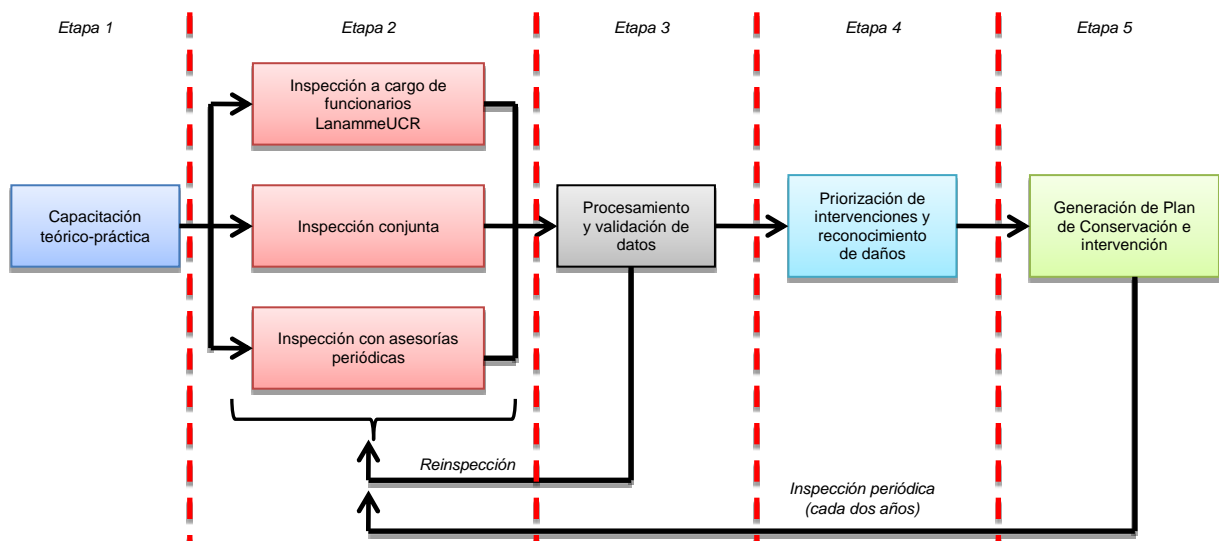 Etapa 1
Etapa 2
Etapa 3
Etapa 4
Etapa 5
Inspección a cargo de
funcionarios
LanammeUCR
Capacitación
teórico-práctica
Inspección conjunta
Inspección con asesorías
periódicas
Procesamiento
y validación de
datos
Priorización de
intervenciones y
reconocimiento
de daños
Generación de Plan
de Conservación e
intervención
Reinspección
Inspección periódica
(cada dos años)